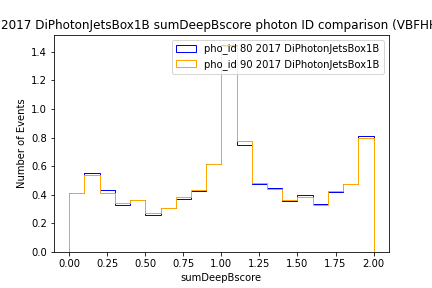 2017 DiPhotonJetsBox1B sumDeepBscore photon ID comparison (VBFH
pho_id 80 2017 DiPhotonJetsBox1B
pho_id 90 2017 DiPhotonJetsBox1B
Number of Events
1.4
1.2
1.0
0.8
0.6
0.4
0.2
0.0
0.00 0.25 0.50 0.75 1.00 1.25 1.50 1.75 2.00
sumDeepBscore